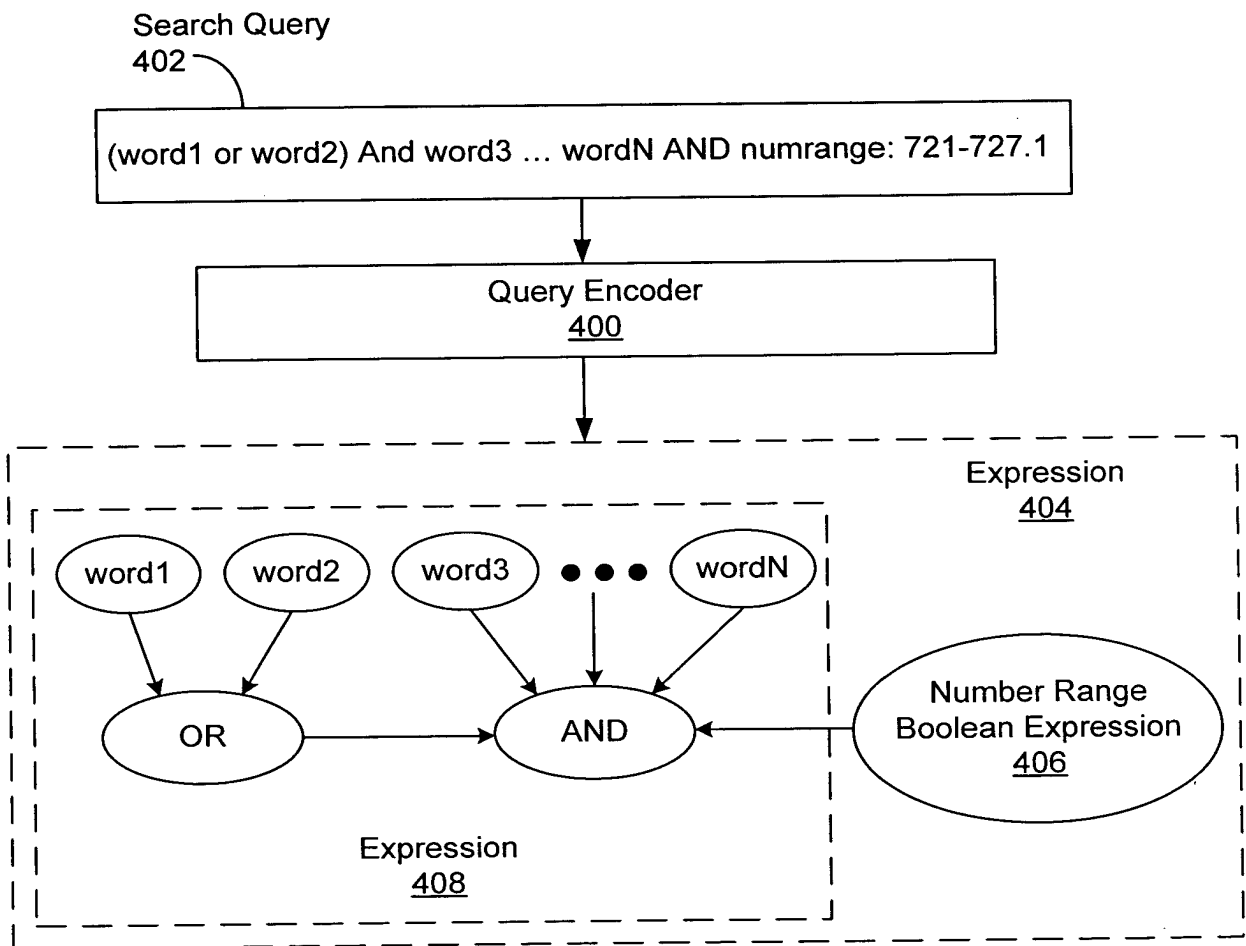 Search Query
402
(word1 or word2) And word3 ... wordN AND numrange: 721-727.1
Query Encoder
400
Expression
404
word1
word2
word3
wordN
OR
AND
Number Range
Boolean Expression
406
Expression
408